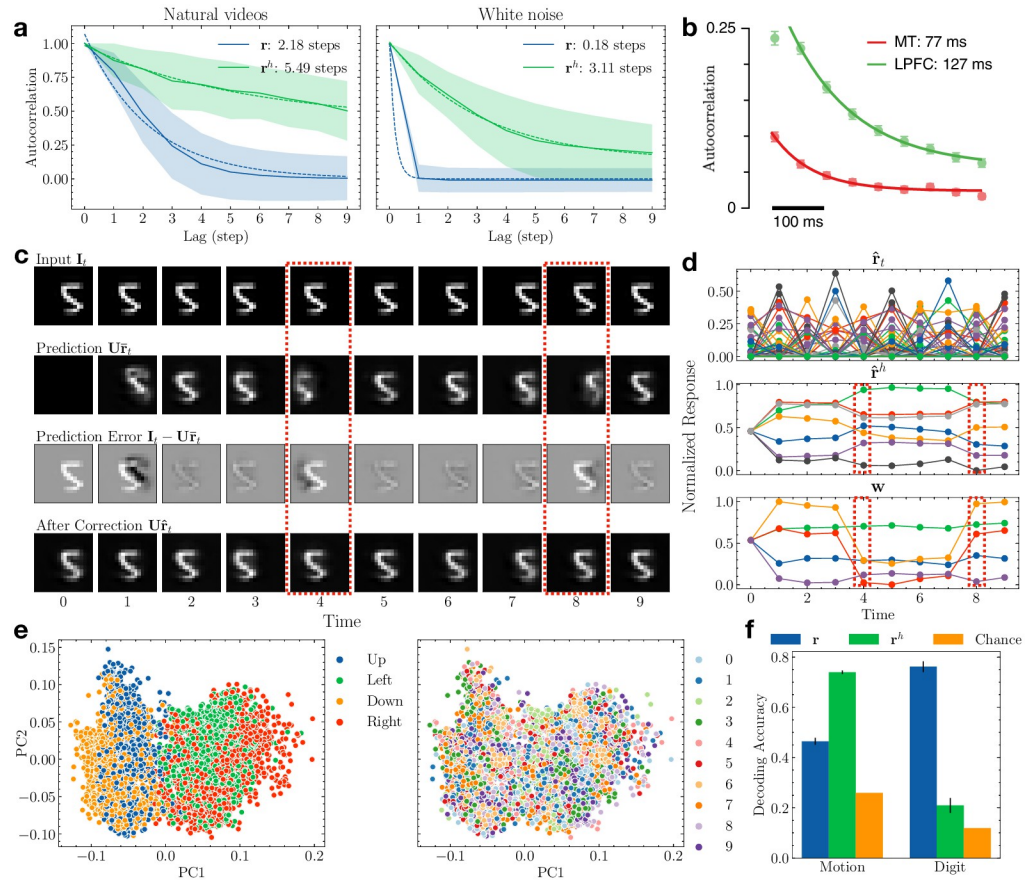 a
Natural videos
1.00
0.75
0.50
0.25
0.00
Autocorrelation
r: 2.18 steps
r^h: 5.49 steps
0 1 2 3 4 5 6 7 8 9
Lag (step)
White noise
r: 0.18 steps
r^h: 3.11 steps
0 1 2 3 4 5 6 7 8 9
Lag (step)
b
0.25
Autocorrelation
0
MT: 77 ms
LPFC: 127 ms
100 ms
c
Input I_t
Prediction Ur̄_t
Prediction Error I_t − Ur̄_t
After Correction Ur̂_t
0 1 2 3 4 5 6 7 8 9
Time
d
r̂_t
0.50
0.25
0.00
r̂^h
1.0
0.5
0.0
w
1.0
0.5
0.0
Normalized Response
0 2 4 6 8
Time
e
0.15
0.10
0.05
0.00
−0.05
−0.10
PC2
−0.1 0.0 0.1 0.2
PC1
Up
Left
Down
Right
−0.1 0.0 0.1 0.2
PC1
0
1
2
3
4
5
6
7
8
9
f
r r^h Chance
0.8
0.6
0.4
0.2
0.0
Decoding Accuracy
Motion Digit